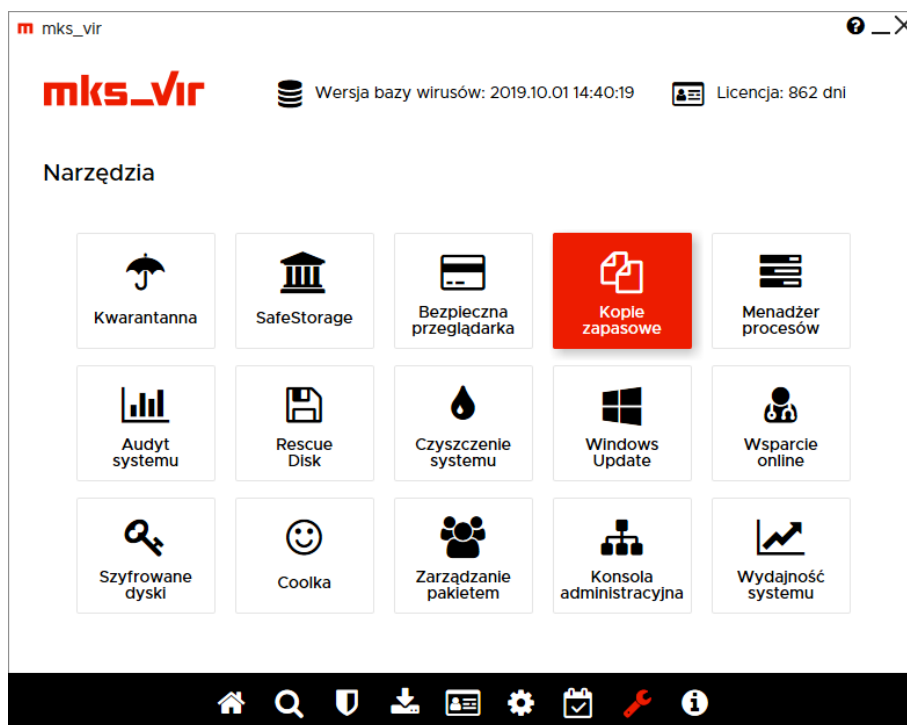 mks_vir
mks_vir
Wersja bazy wirusów: 2019.10.01 14:40:19
Licencja: 862 dni
Narzędzia
Kwarantanna
SafeStorage
Bezpieczna
przeglądarka
Kopie
zapasowe
Menadżer
procesów
Audyt
systemu
Rescue
Disk
Czyszczenie
systemu
Windows
Update
Wsparcie
online
Szyfrowane
dyski
Coolka
Zarządzanie
pakietem
Konsola
administracyjna
Wydajność
systemu